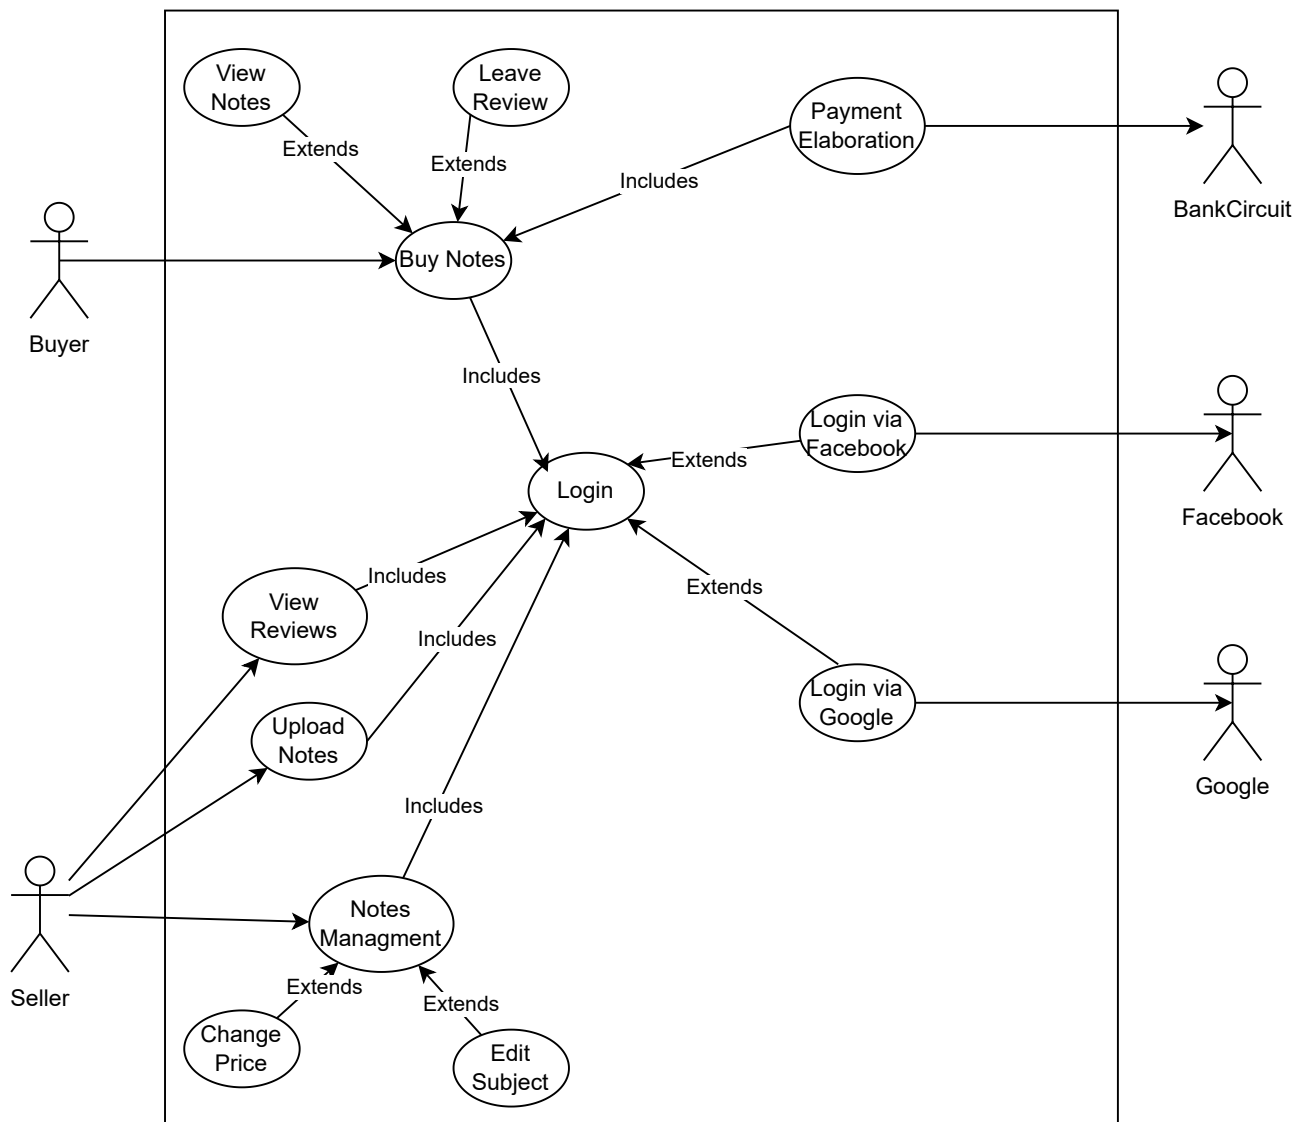 View
Notes
Leave
Review
Payment
Elaboration
Extends
Extends
Includes
BankCircuit
Buy Notes
Buyer
Includes
Login via
Facebook
Extends
Login
Facebook
Includes
Extends
View
Reviews
Includes
Login via
Google
Upload
Notes
Google
Includes
Notes
Managment
Extends
Extends
Seller
Change
Price
Edit
Subject